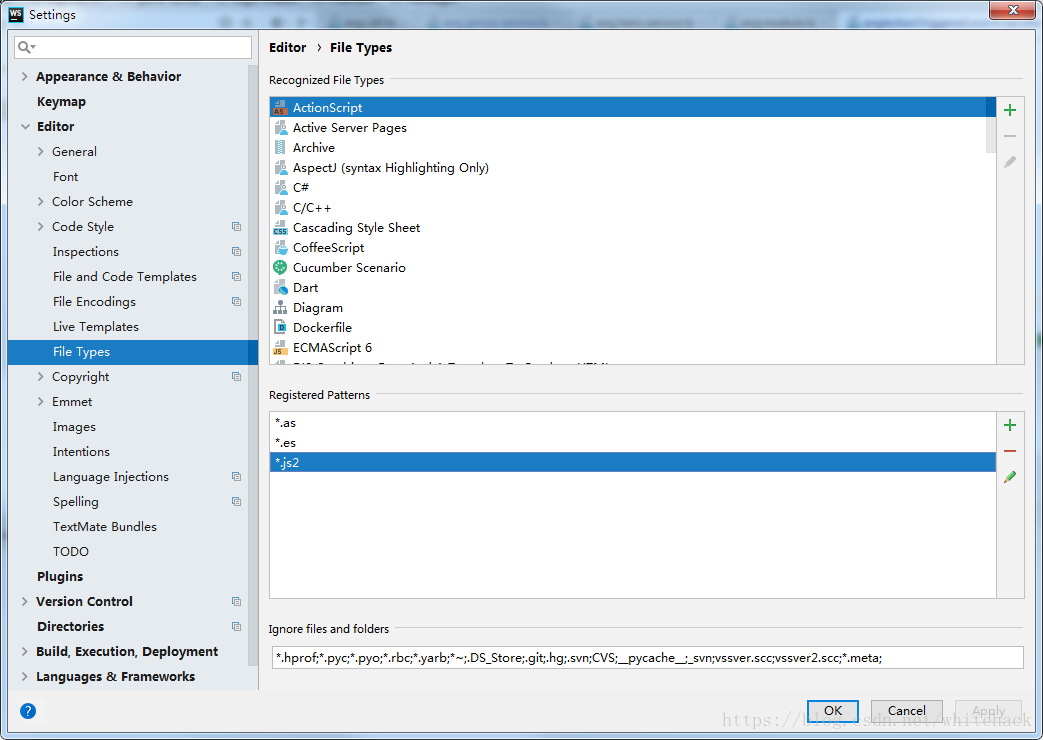 WS Settings
Appearance & Behavior
Keymap
Editor
General
Font
Color Scheme
Code Style
Inspections
File and Code Templates
File Encodings
Live Templates
File Types
Copyright
Emmet
Images
Intentions
Language Injections
Spelling
TextMate Bundles
TODO
Plugins
Version Control
Directories
Build, Execution, Deployment
Languages & Frameworks
Editor › File Types
Recognized File Types
ActionScript
Active Server Pages
Archive
AspectJ (syntax Highlighting Only)
C#
C/C++
Cascading Style Sheet
CoffeeScript
Cucumber Scenario
Dart
Diagram
Dockerfile
ECMAScript 6
Registered Patterns
*.as
*.es
*.js2
Ignore files and folders
*.hprof;*.pyc;*.pyo;*.rbc;*.yarb;*~;.DS_Store;.git;.hg;.svn;CVS;__pycache__;_svn;vssver.scc;vssver2.scc;*.meta;
?
OK Cancel Apply
https://blog.csdn.net/whitehack